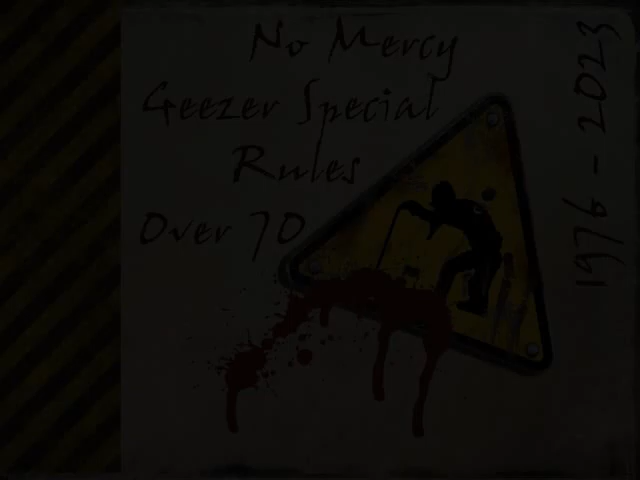 No Mercy
Geezer Special
Rules
Over 70
1976 - 2023